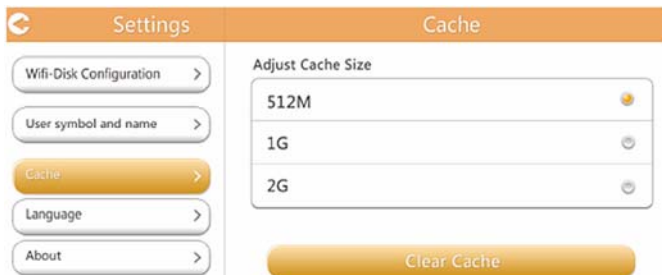 Settings
Cache
Wifi-Disk Configuration
User symbol and name
Cache
Language
About
Adjust Cache Size
512M
1G
2G
Clear Cache